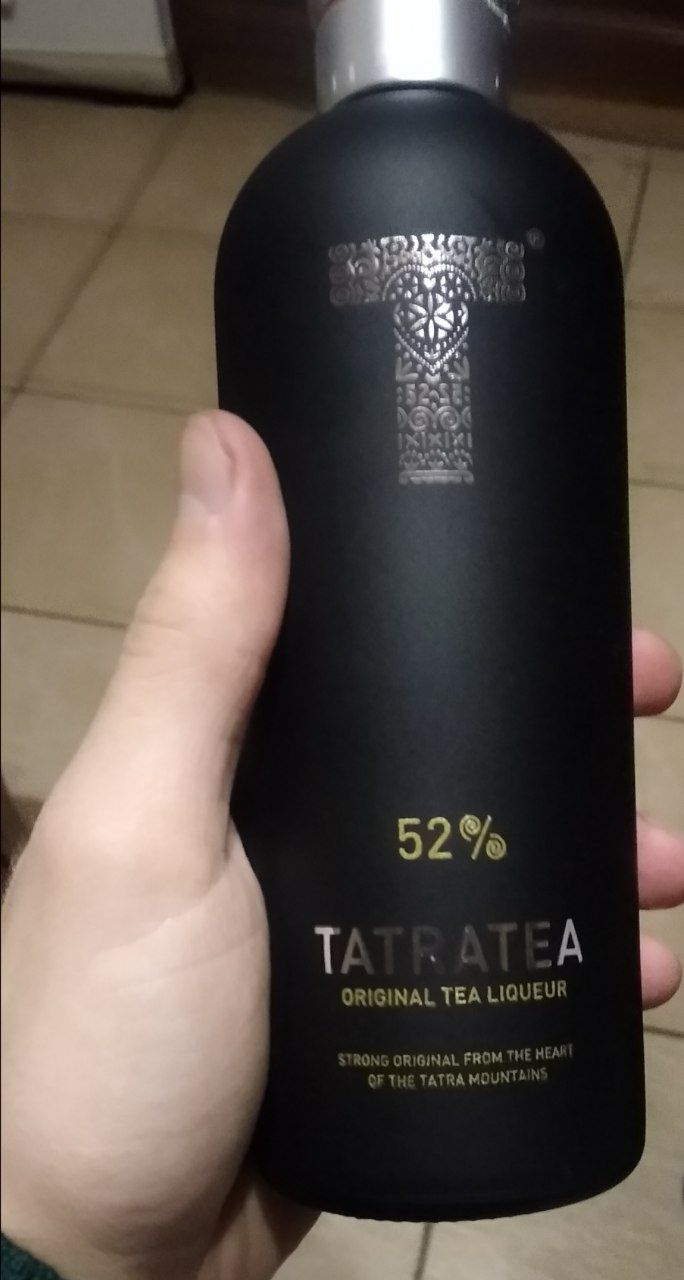 T®
52%
TATRATEA
ORIGINAL TEA LIQUEUR
STRONG ORIGINAL FROM THE HEART
OF THE TATRA MOUNTAINS